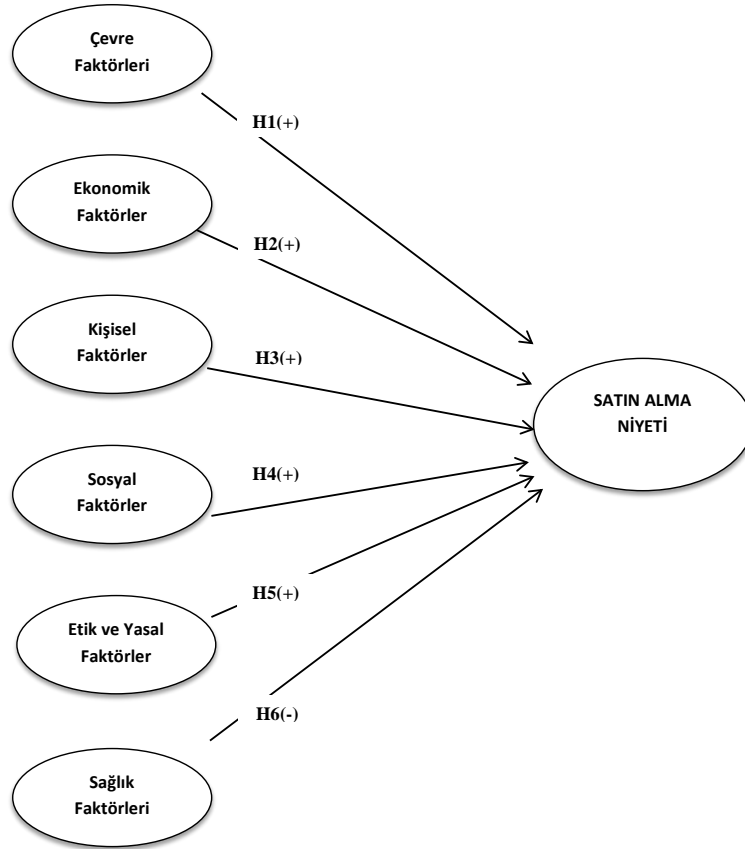 Çevre
Faktörleri
H1(+)
Ekonomik
Faktörler
H2(+)
Kişisel
Faktörler
H3(+)
SATIN ALMA
NİYETİ
Sosyal
Faktörler
H4(+)
Etik ve Yasal
Faktörler
H5(+)
H6(-)
Sağlık
Faktörleri